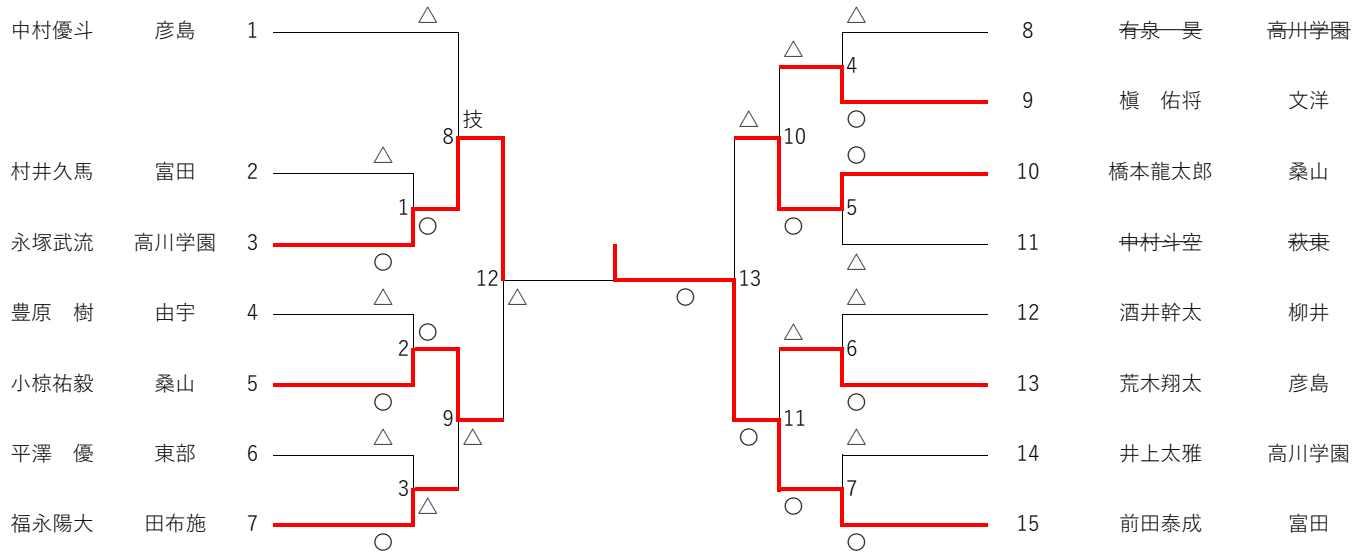 中村優斗 彦島 1 △ △ 8 有泉　昊 高川学園
△ 4
9 槇　佑将 文洋
技 △ ○
8 10
△ ○
村井久馬 富田 2 10 橋本龍太郎 桑山
1 ○ ○ 5
永塚武流 高川学園 3 11 中村斗空 萩東
○ △
12 13
△ △ ○ △
豊原　樹 由宇 4 12 酒井幹太 柳井
○ △
2 6
小椋祐毅 桑山 5 13 荒木翔太 彦島
○ ○
9 11
△ △ ○ △
平澤　優 東部 6 14 井上太雅 高川学園
3 7
△ ○
福永陽大 田布施 7 15 前田泰成 富田
○ ○